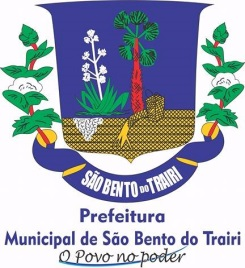 SÃO BENTO DO TRAIRI
Prefeitura
Municipal de São Bento do Trairi
O Povo no poder